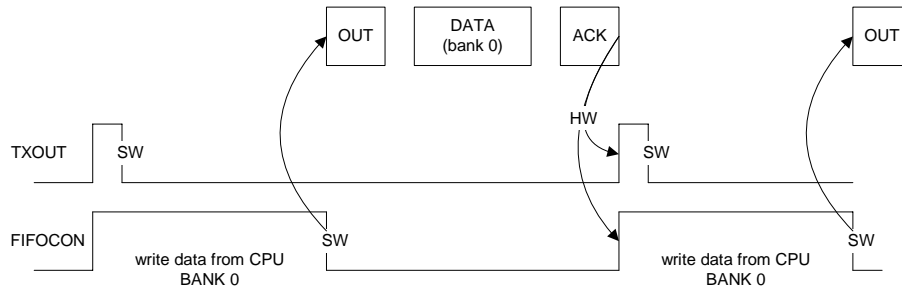 OUT
DATA
(bank 0)
ACK
OUT
HW
TXOUT
SW
SW
FIFOCON
SW
SW
write data from CPU
BANK 0
write data from CPU
BANK 0